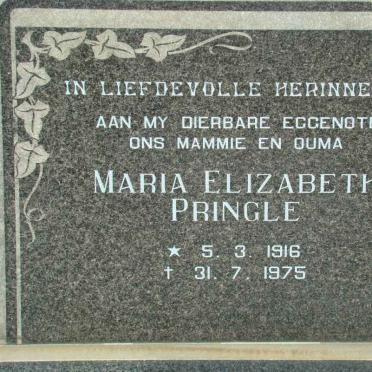 IN LIEFDEVOLLE HERINNE
AAN MY DIERBARE EGGENOTE
ONS MAMMIE EN OUMA
MARIA ELIZABETH
PRINGLE
★ 5. 3. 1916
† 31. 7. 1975